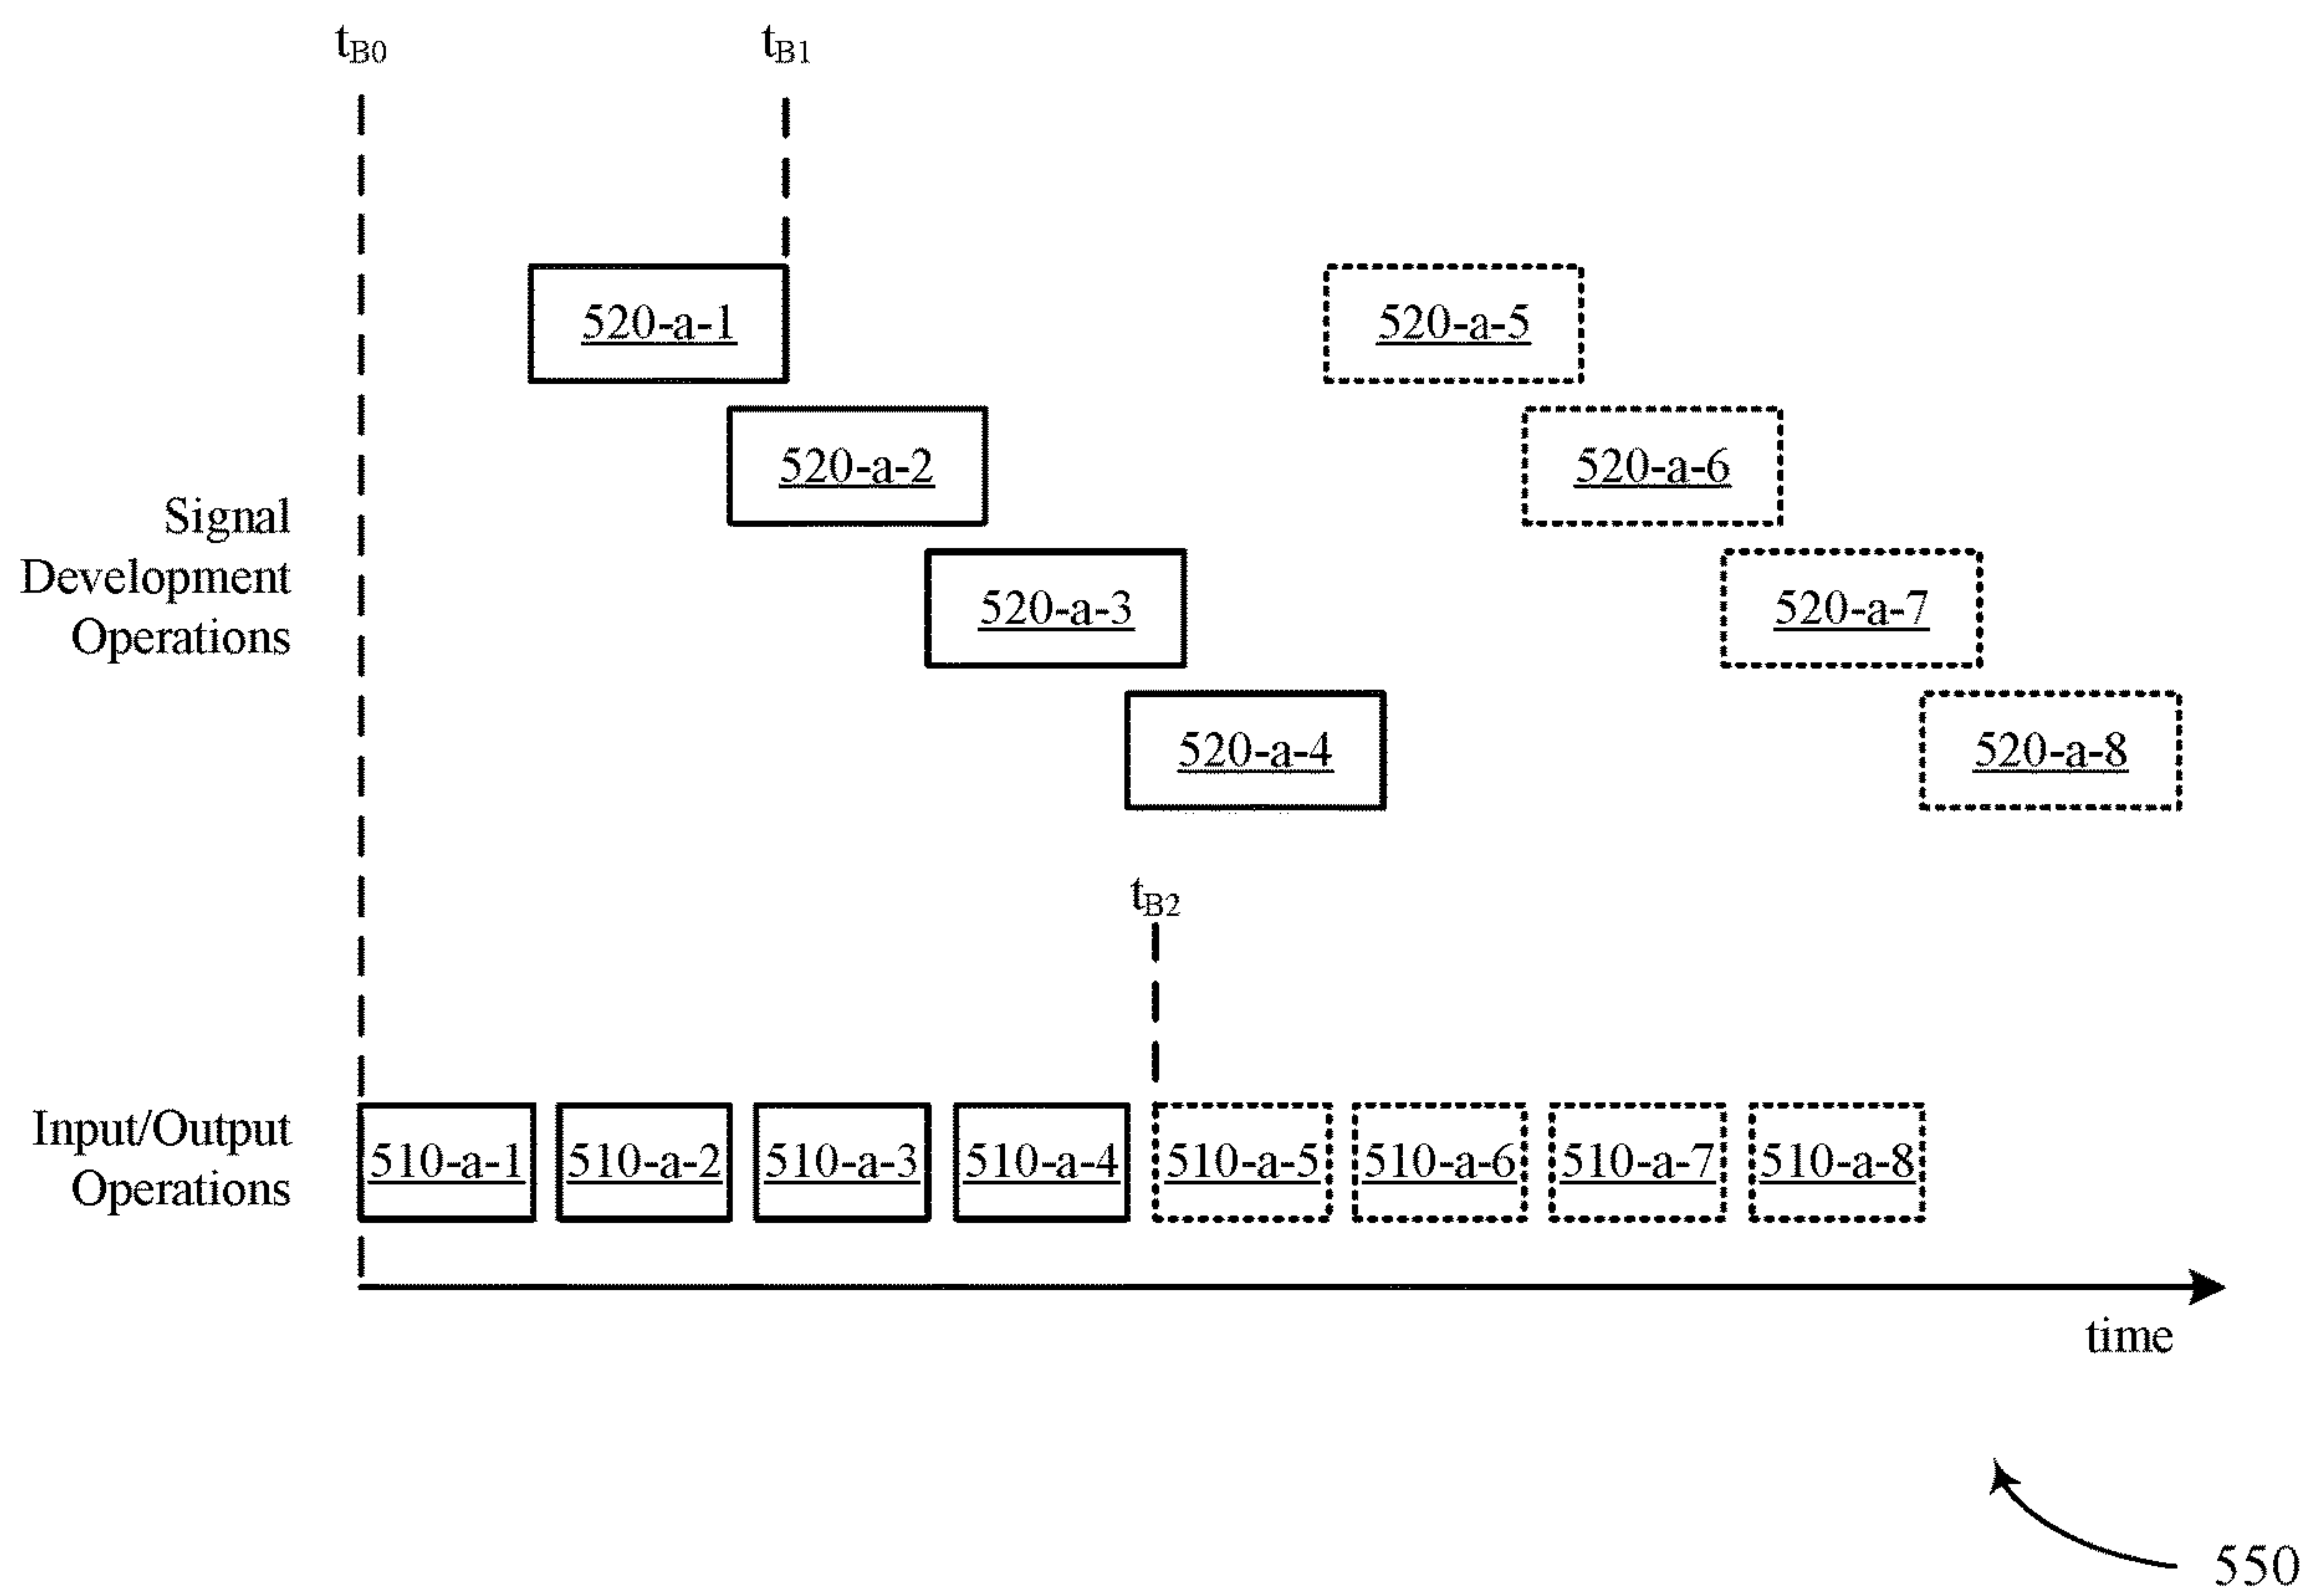 tB0
tB1
520-a-1
520-a-5
520-a-2
520-a-6
Signal
Development
Operations
520-a-3
520-a-7
520-a-4
520-a-8
tB2
Input/Output
Operations
510-a-1
510-a-2
510-a-3
510-a-4
510-a-5
510-a-6
510-a-7
510-a-8
time
550